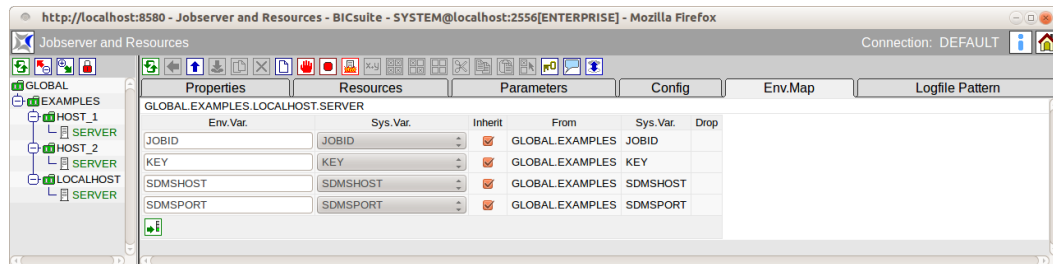 http://localhost:8580 - Jobserver and Resources - BICsuite - SYSTEM@localhost:2556[ENTERPRISE] - Mozilla Firefox
Jobserver and Resources Connection: DEFAULT
GLOBAL
EXAMPLES
HOST_1
SERVER
HOST_2
SERVER
LOCALHOST
SERVER
Properties Resources Parameters Config Env.Map Logfile Pattern
GLOBAL.EXAMPLES.LOCALHOST.SERVER
Env.Var. Sys.Var. Inherit From Sys.Var. Drop
JOBID JOBID GLOBAL.EXAMPLES JOBID
KEY KEY GLOBAL.EXAMPLES KEY
SDMSHOST SDMSHOST GLOBAL.EXAMPLES SDMSHOST
SDMSPORT SDMSPORT GLOBAL.EXAMPLES SDMSPORT